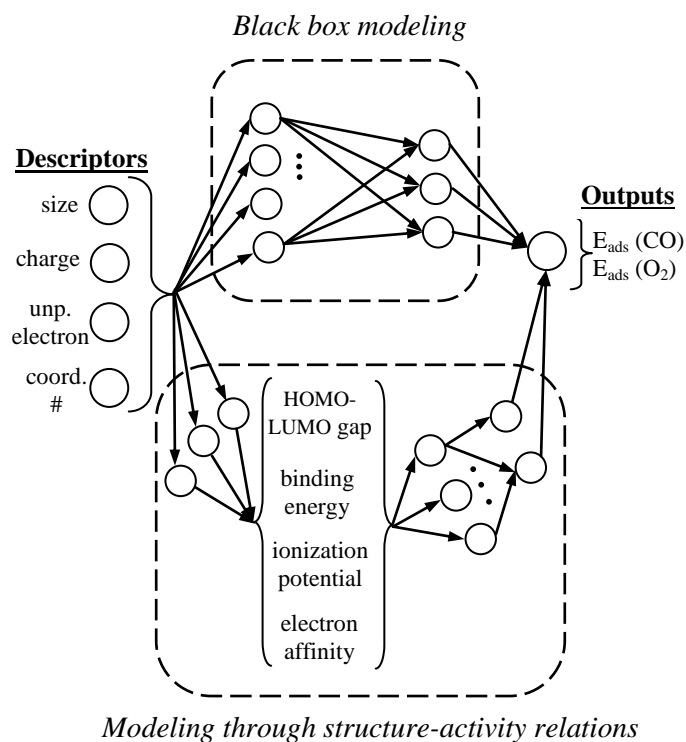 Black box modeling
Descriptors
size
charge
unp.
electron
coord.
#
Outputs
E_ads (CO)
E_ads (O₂)
HOMO-
LUMO gap
binding
energy
ionization
potential
electron
affinity
Modeling through structure-activity relations